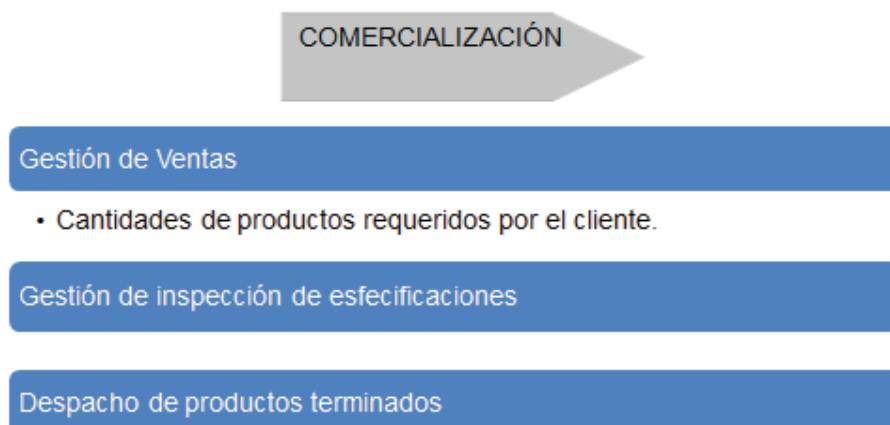 COMERCIALIZACIÓN
Gestión de Ventas
• Cantidades de productos requeridos por el cliente.
Gestión de inspección de esfecificaciones
Despacho de productos terminados